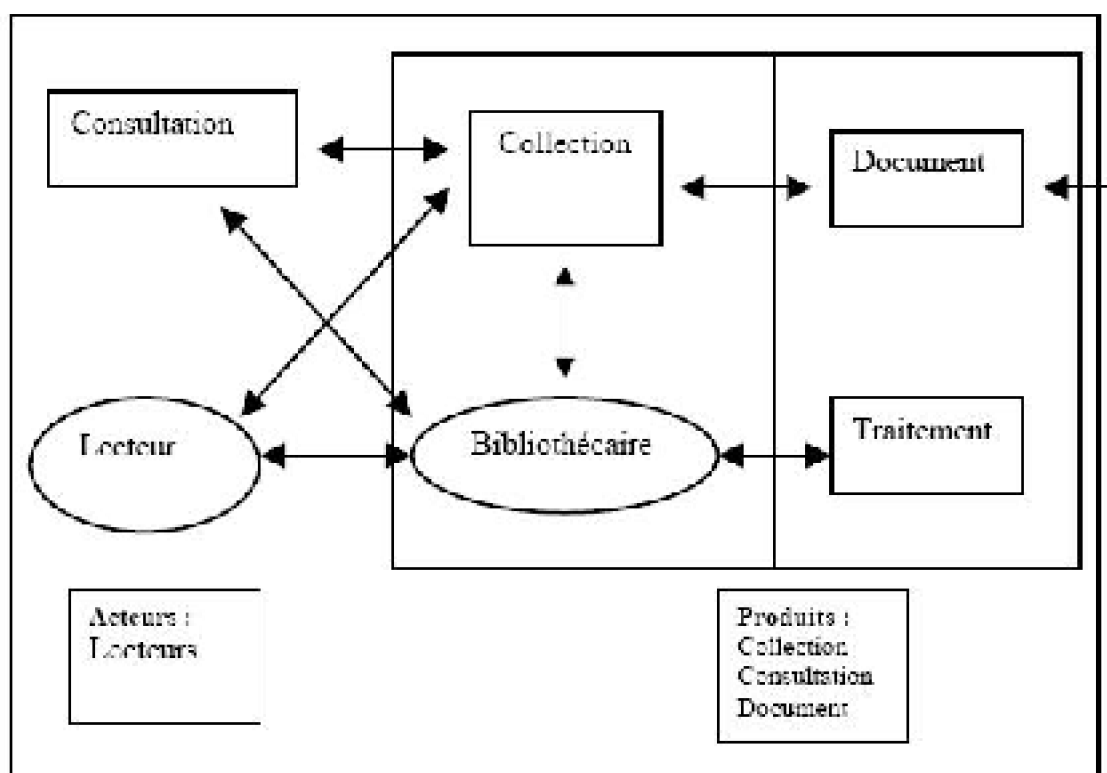 Consultation
Collection
Document
Lecteur
Bibliothécaire
Traitement
Acteurs :
Lecteurs
Produits :
Collection
Consultation
Document